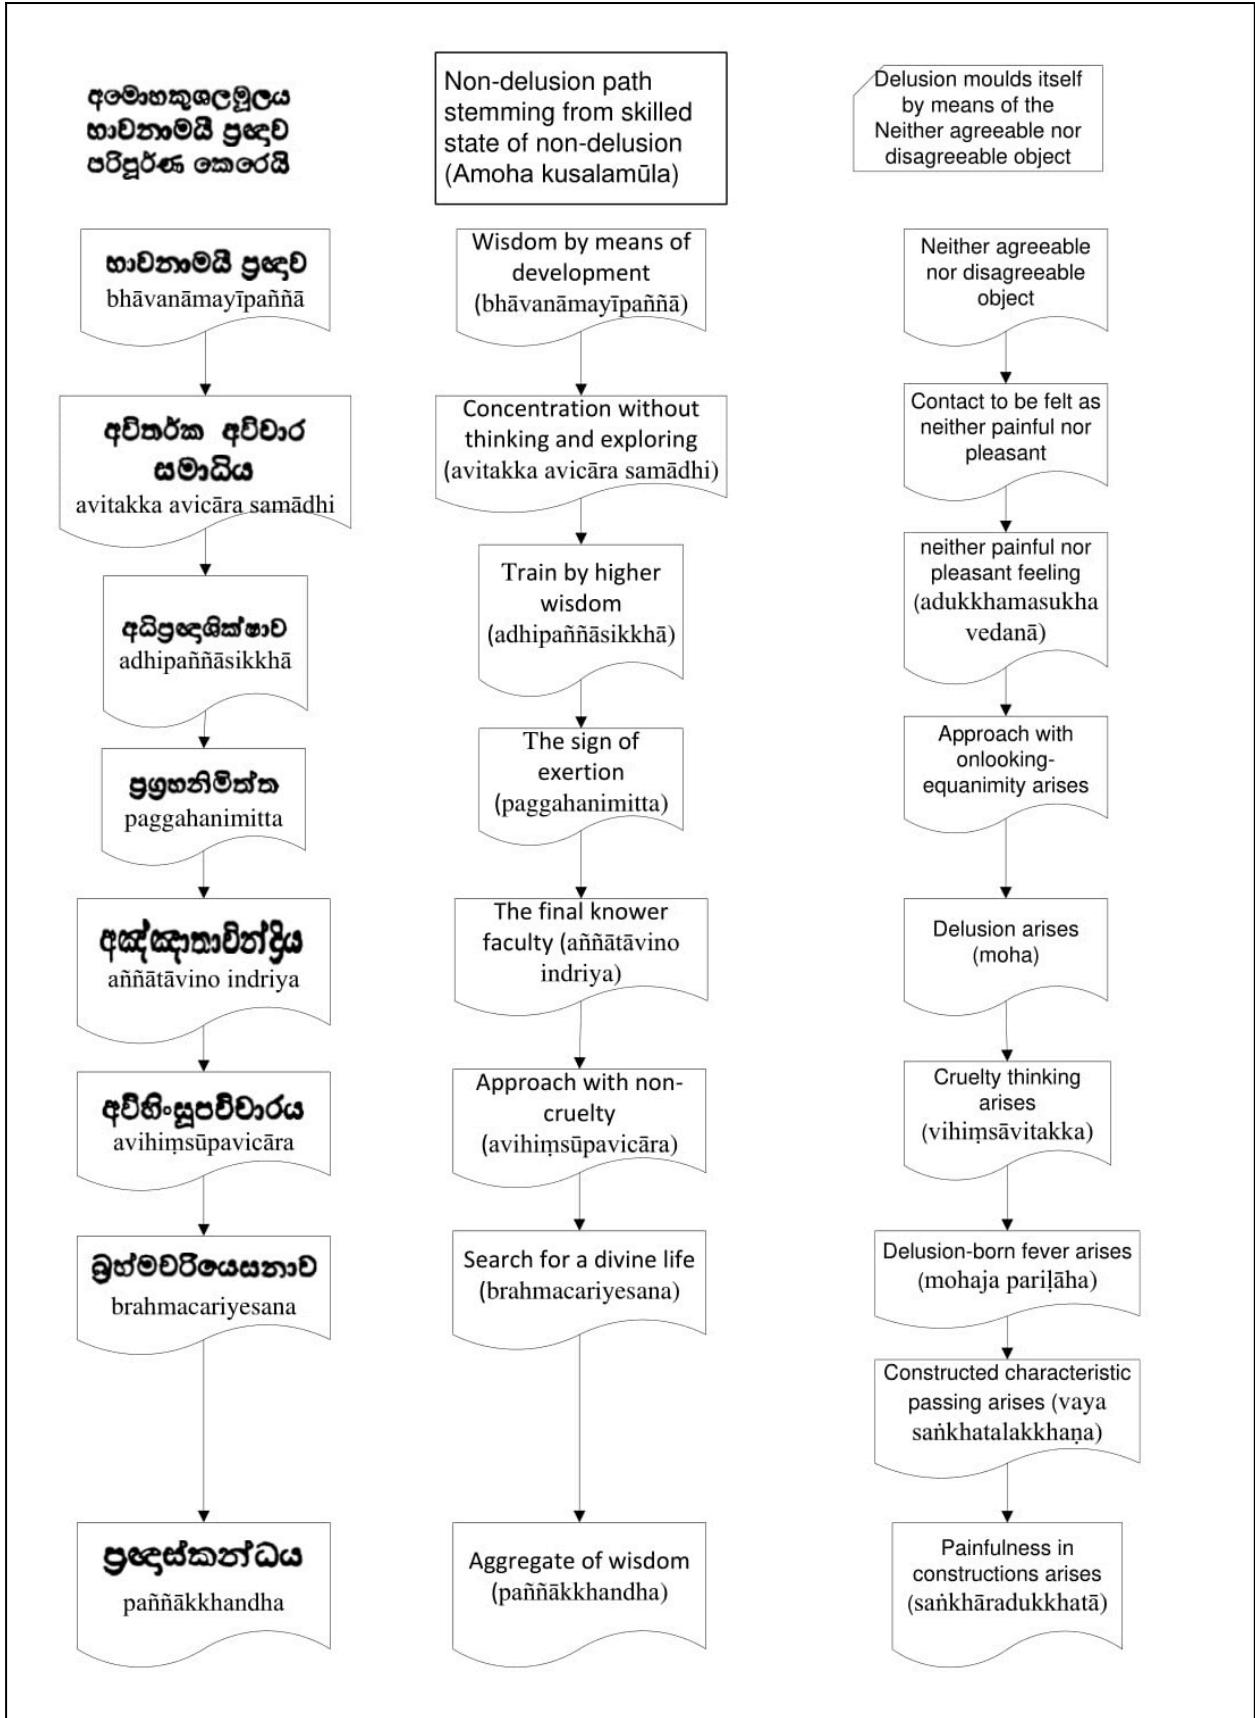 අමොහකුශලමූලය
භාවනාමයී ප්‍රඥාව
පරිපූර්ණ කෙරෙයි
භාවනාමයී ප්‍රඥාව
bhāvanāmayīpaññā
අවිතර්ක අවිචාර
සමාධිය
avitakka avicāra samādhi
අධිප්‍රඥාශික්ෂාව
adhipaññāsikkhā
ප්‍රග්‍රහනිමිත්ත
paggahanimitta
අඤ්ඤාතාවින්ද්‍රිය
aññātāvino indriya
අවිහිංසූපවිචාරය
avihiṃsūpavicāra
බ්‍රහ්මචරියෙසනාව
brahmacariyesana
ප්‍රඥාස්කන්ධය
paññākkhandha
Non-delusion path
stemming from skilled
state of non-delusion
(Amoha kusalamūla)
Wisdom by means of
development
(bhāvanāmayīpaññā)
Concentration without
thinking and exploring
(avitakka avicāra samādhi)
Train by higher
wisdom
(adhipaññāsikkhā)
The sign of
exertion
(paggahanimitta)
The final knower
faculty (aññātāvino
indriya)
Approach with non-
cruelty
(avihiṃsūpavicāra)
Search for a divine life
(brahmacariyesana)
Aggregate of wisdom
(paññākkhandha)
Delusion moulds itself
by means of the
Neither agreeable nor
disagreeable object
Neither agreeable
nor disagreeable
object
Contact to be felt as
neither painful nor
pleasant
neither painful nor
pleasant feeling
(adukkhamasukha
vedanā)
Approach with
onlooking-
equanimity arises
Delusion arises
(moha)
Cruelty thinking
arises
(vihiṃsāvitakka)
Delusion-born fever arises
(mohaja pariḷāha)
Constructed characteristic
passing arises (vaya
saṅkhatalakkhaṇa)
Painfulness in
constructions arises
(saṅkhāradukkhatā)